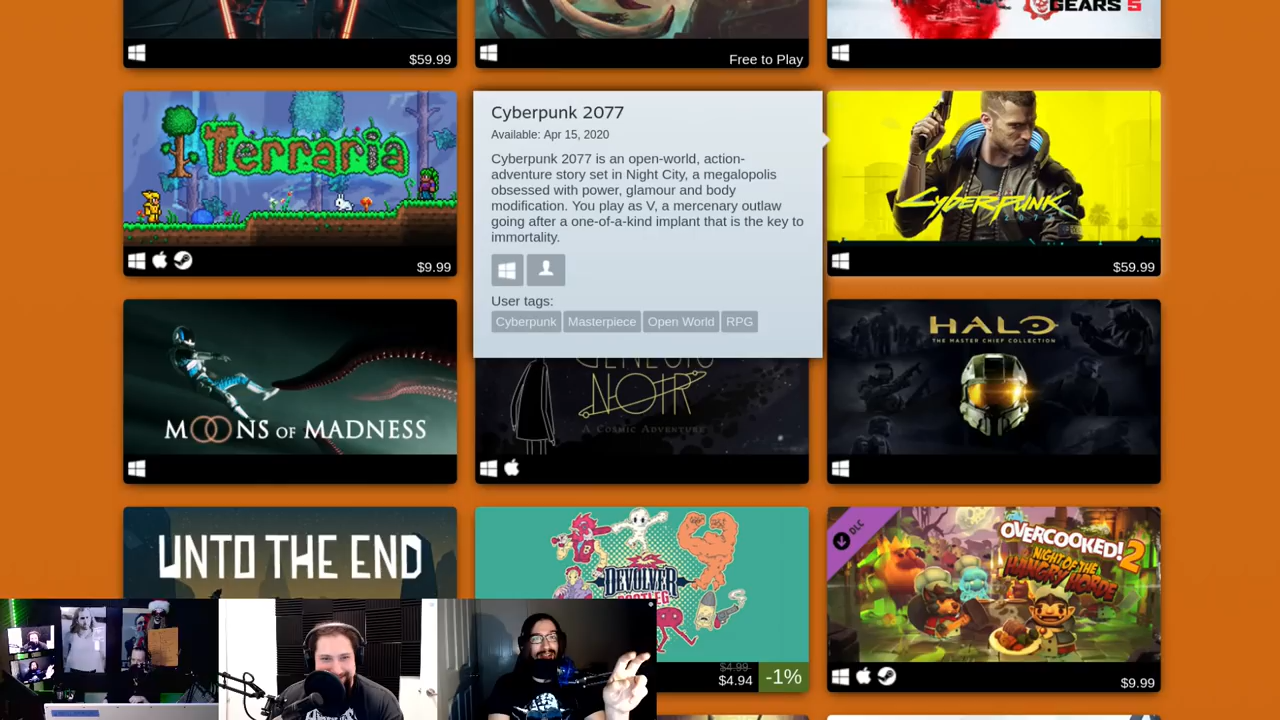 GEARS 5
$59.99
Free to Play
Terraria
$9.99
Cyberpunk 2077
Available: Apr 15, 2020
Cyberpunk 2077 is an open-world, action-
adventure story set in Night City, a megalopolis
obsessed with power, glamour and body
modification. You play as V, a mercenary outlaw
going after a one-of-a-kind implant that is the key to
immortality.
User tags:
Cyberpunk Masterpiece Open World RPG
CYBERPUNK
$59.99
MOONS OF MADNESS
GENESIS
NOIR
A COSMIC ADVENTURE
HALO
THE MASTER CHIEF COLLECTION
UNTO THE END
DEVOLVER
BOOTLEG
$4.99
$4.94
-1%
DLC
OVERCOOKED! 2
NIGHT OF THE
HANGRY HORDE
$9.99